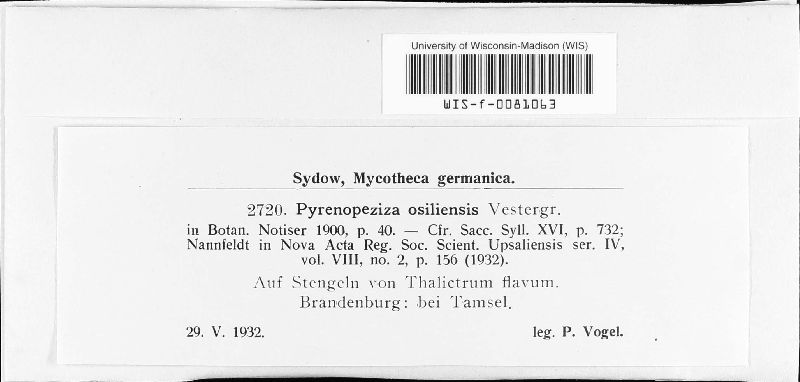 University of Wisconsin-Madison (WIS)
WIS-f-0081063
Sydow, Mycotheca germanica.
2720. Pyrenopeziza osiliensis Vestergr.
in Botan. Notiser 1900, p. 40. — Cfr. Sacc. Syll. XVI, p. 732;
Nannfeldt in Nova Acta Reg. Soc. Scient. Upsaliensis ser. IV,
vol. VIII, no. 2, p. 156 (1932).
Auf Stengeln von Thalictrum flavum.
Brandenburg: bei Tamsel.
29. V. 1932.
leg. P. Vogel.